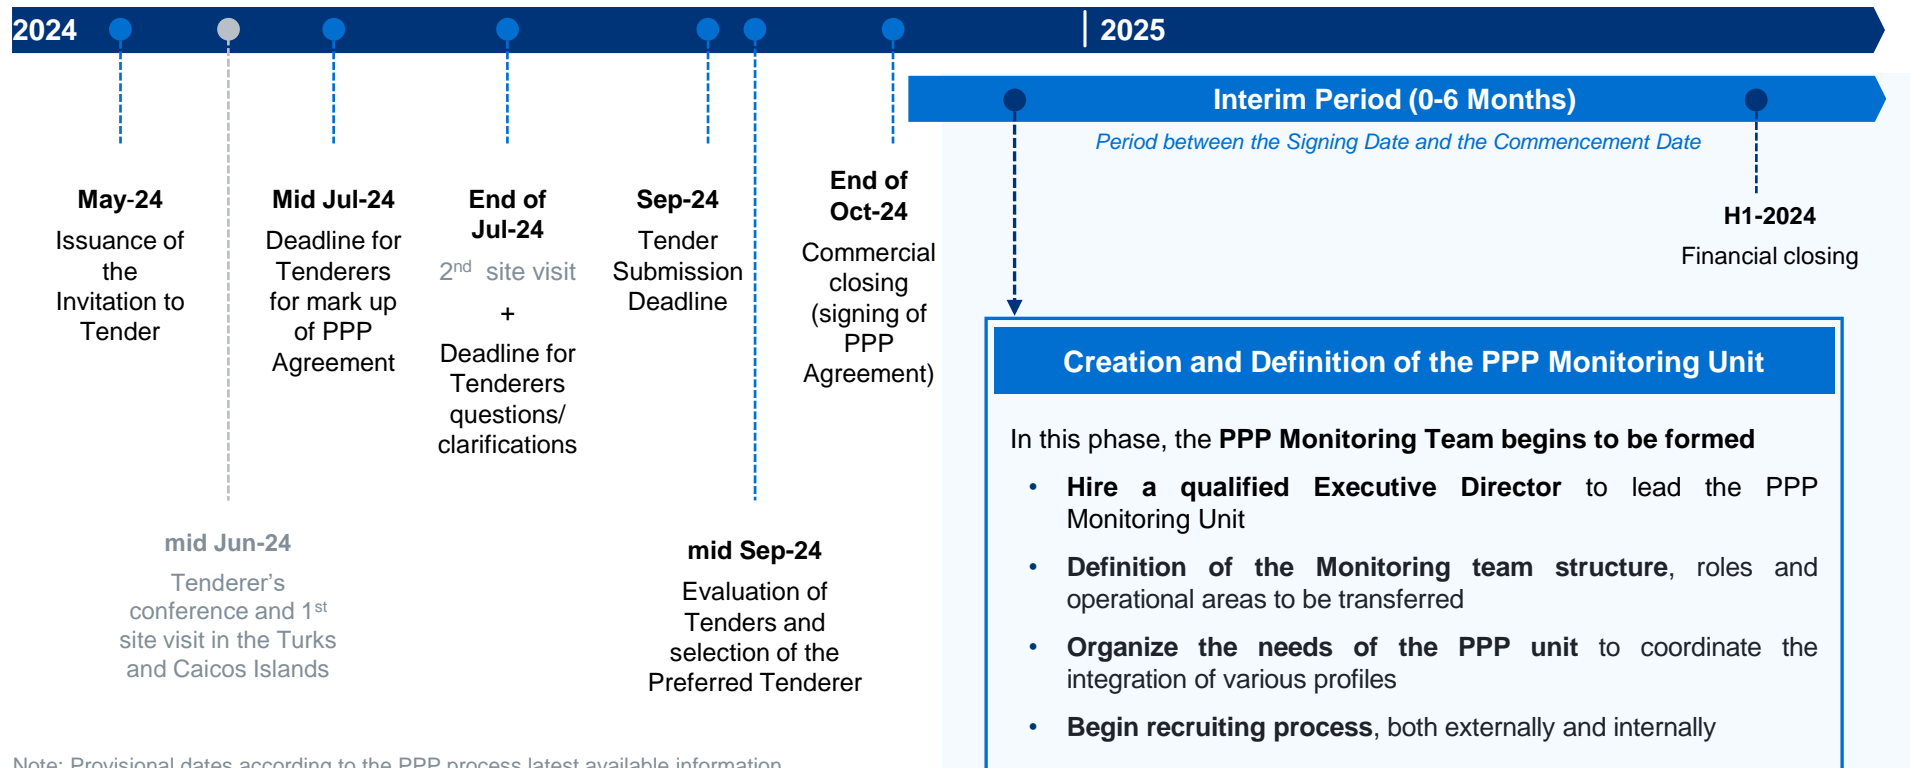 2024
2025
Interim Period (0-6 Months)
Period between the Signing Date and the Commencement Date
May-24
Issuance of
the
Invitation to
Tender
mid Jun-24
Tenderer's
conference and 1st
site visit in the Turks
and Caicos Islands
Mid Jul-24
Deadline for
Tenderers
for mark up
of PPP
Agreement
End of
Jul-24
2nd site visit
+
Deadline for
Tenderers
questions/
clarifications
Sep-24
Tender
Submission
Deadline
mid Sep-24
Evaluation of
Tenders and
selection of the
Preferred Tenderer
End of
Oct-24
Commercial
closing
(signing of
PPP
Agreement)
H1-2024
Financial closing
Creation and Definition of the PPP Monitoring Unit
In this phase, the PPP Monitoring Team begins to be formed
• Hire a qualified Executive Director to lead the PPP
Monitoring Unit
• Definition of the Monitoring team structure, roles and
operational areas to be transferred
• Organize the needs of the PPP unit to coordinate the
integration of various profiles
• Begin recruiting process, both externally and internally
Note: Provisional dates according to the PPP process latest available information